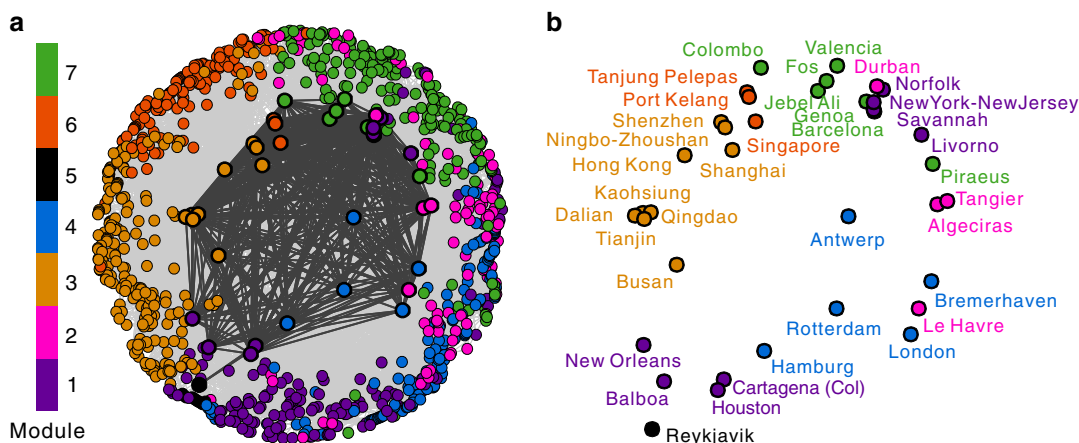 a
7
6
5
4
3
2
1
Module
b
Colombo
Valencia
Fos
Durban
Tanjung Pelepas
Norfolk
Port Kelang
Jebel Ali
NewYork-NewJersey
Shenzhen
Genoa
Savannah
Ningbo-Zhoushan
Barcelona
Singapore
Livorno
Hong Kong
Shanghai
Piraeus
Kaohsiung
Tangier
Dalian
Qingdao
Algeciras
Tianjin
Antwerp
Busan
Bremerhaven
Rotterdam
Le Havre
New Orleans
Hamburg
London
Balboa
Cartagena (Col)
Houston
Reykjavik